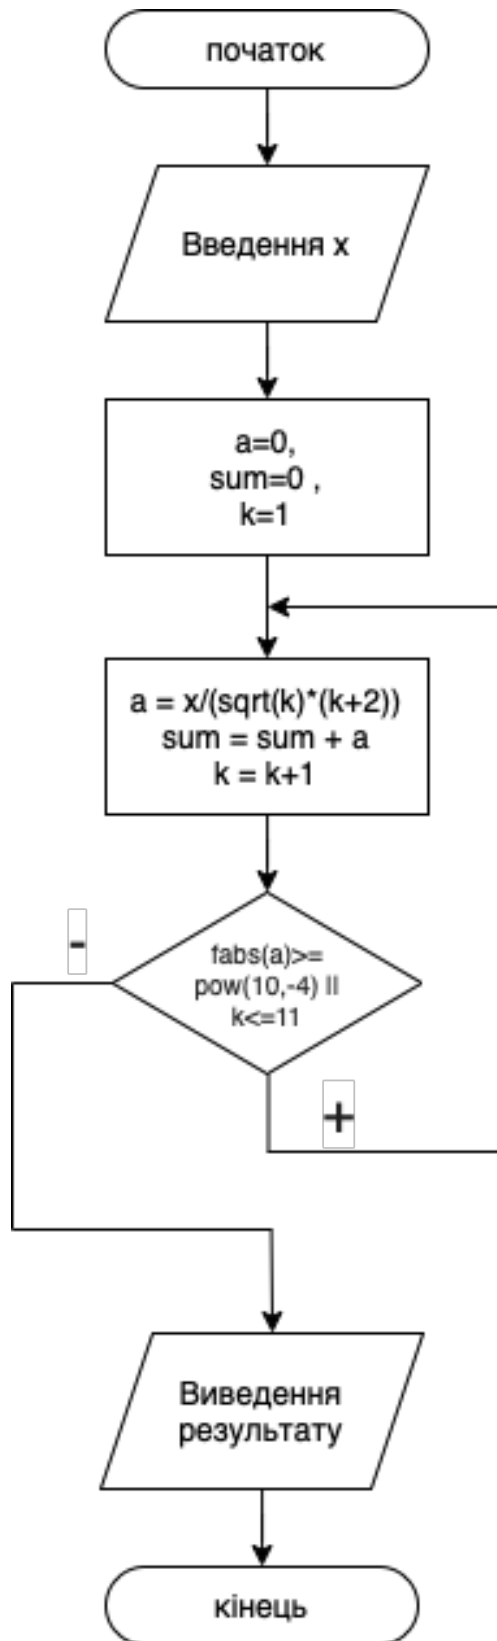 початок
Введення x
a=0,
sum=0 ,
k=1
a = x/(sqrt(k)*(k+2))
sum = sum + a
k = k+1
-
fabs(a)>=
pow(10,-4) ||
k<=11
+
Виведення
результату
кінець